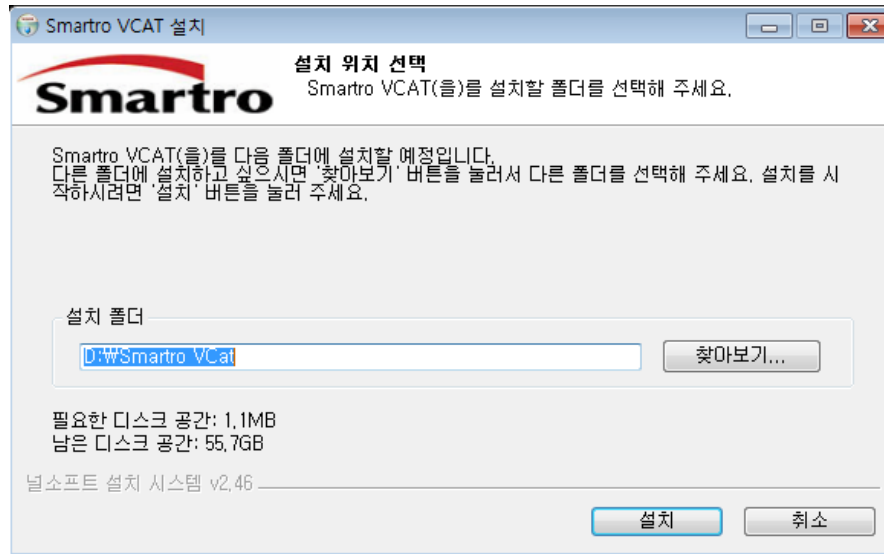 Smartro VCAT 설치
Smartro
설치 위치 선택
Smartro VCAT(을)를 설치할 폴더를 선택해 주세요.
Smartro VCAT(을)를 다음 폴더에 설치할 예정입니다.
다른 폴더에 설치하고 싶으시면 '찾아보기' 버튼을 눌러서 다른 폴더를 선택해 주세요. 설치를 시
작하시려면 '설치' 버튼을 눌러 주세요.
설치 폴더
D:₩Smartro VCat
찾아보기...
필요한 디스크 공간: 1.1MB
남은 디스크 공간: 55.7GB
널소프트 설치 시스템 v2.46
설치
취소